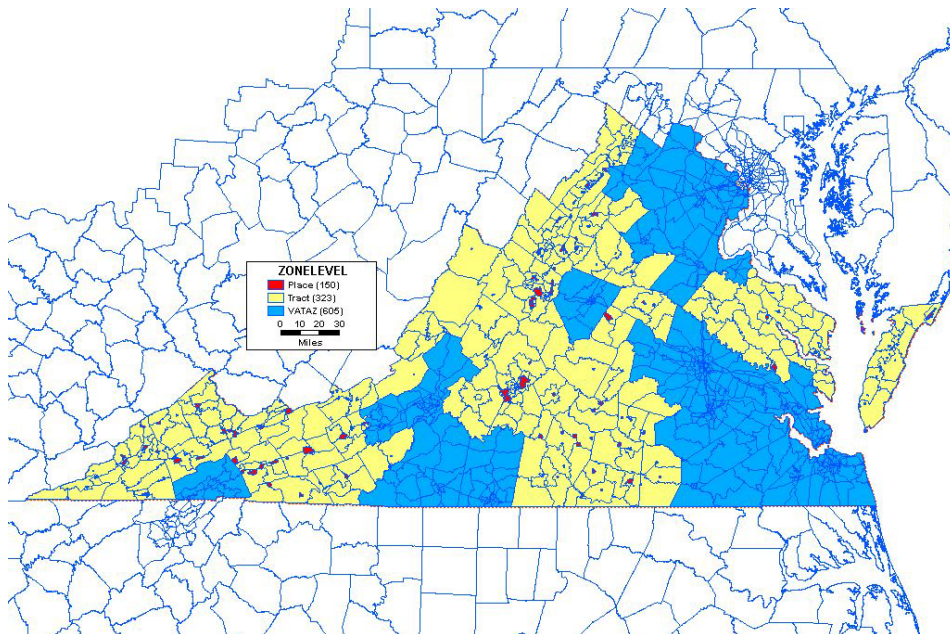 ZONELEVEL
Place (150)
Tract (323)
VATAZ (605)
0 10 20 30
Miles